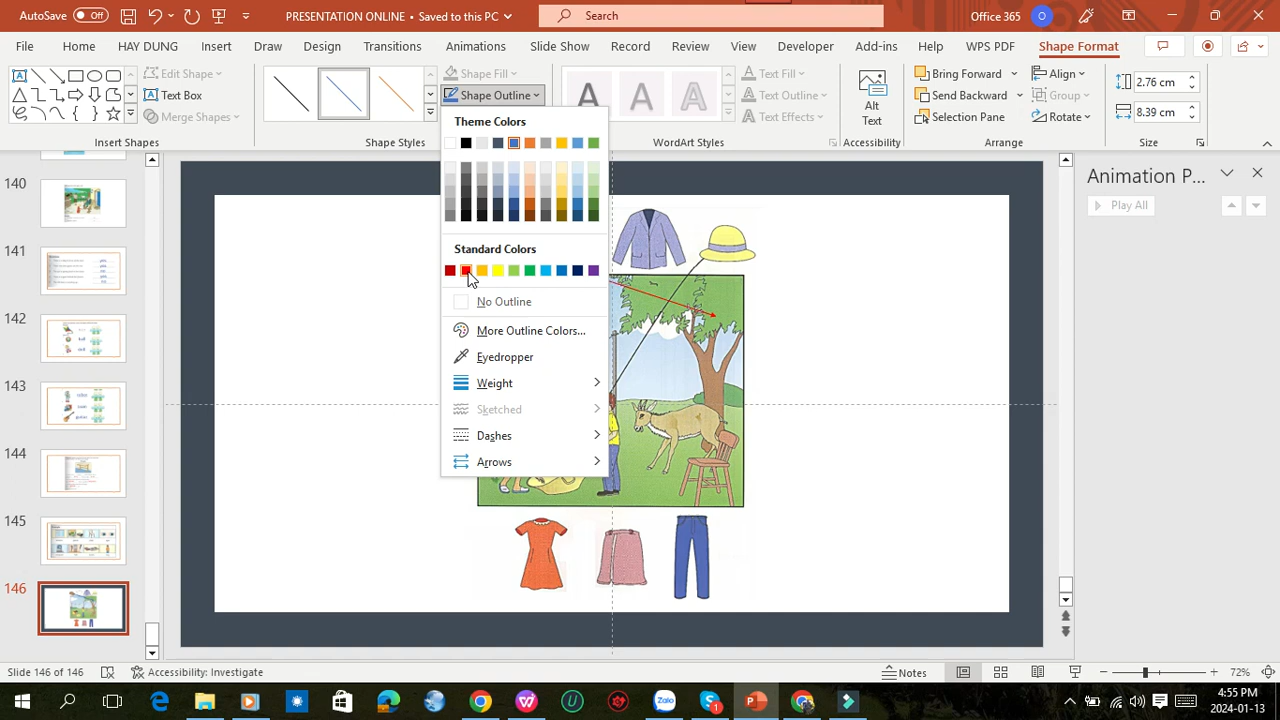 AutoSave Off PRESENTATION ONLINE • Saved to this PC Search Office 365 O
File Home HAY DUNG Insert Draw Design Transitions Animations Slide Show Record Review View Developer Add-ins Help WPS PDF Shape Format
Edit Shape
Text Box
Merge Shapes
Insert Shapes
Shape Styles
Shape Fill
Shape Outline
A A A
Text Fill
Text Outline
Text Effects
WordArt Styles
Alt
Text
Accessibility
Bring Forward
Send Backward
Selection Pane
Align
Group
Rotate
Arrange
2.76 cm
8.39 cm
Size
Theme Colors
Standard Colors
No Outline
More Outline Colors...
Eyedropper
Weight
Sketched
Dashes
Arrows
140
141
142
143
144
145
146
Animation P...
Play All
Slide 146 of 146 Accessibility: Investigate Notes 72%
Zalo
1
4:55 PM
2024-01-13